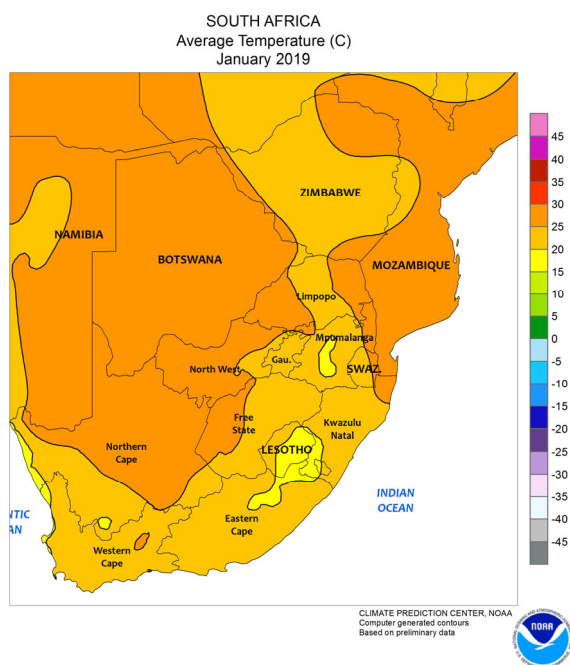 SOUTH AFRICA
Average Temperature (C)
January 2019
ZIMBABWE
NAMIBIA
BOTSWANA
MOZAMBIQUE
Limpopo
Mpumalanga
North West
Gau.
SWAZ.
Free
State
Kwazulu
Natal
LESOTHO
Northern
Cape
Eastern
Cape
Western
Cape
INDIAN
OCEAN
NTIC
AN
45
40
35
30
25
20
15
10
5
0
-5
-10
-15
-20
-25
-30
-35
-40
-45
CLIMATE PREDICTION CENTER, NOAA
Computer generated contours
Based on preliminary data
NOAA